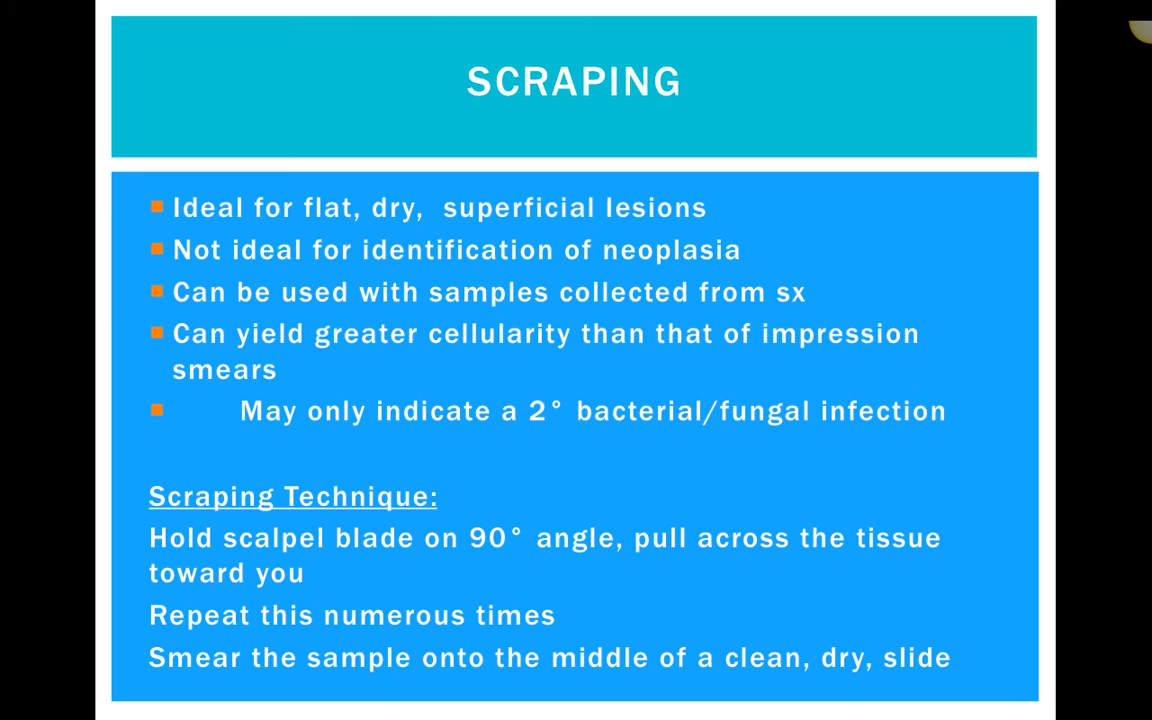 SCRAPING
Ideal for flat, dry, superficial lesions
Not ideal for identification of neoplasia
Can be used with samples collected from sx
Can yield greater cellularity than that of impression
smears
May only indicate a 2° bacterial/fungal infection
Scraping Technique:
Hold scalpel blade on 90° angle, pull across the tissue
toward you
Repeat this numerous times
Smear the sample onto the middle of a clean, dry, slide